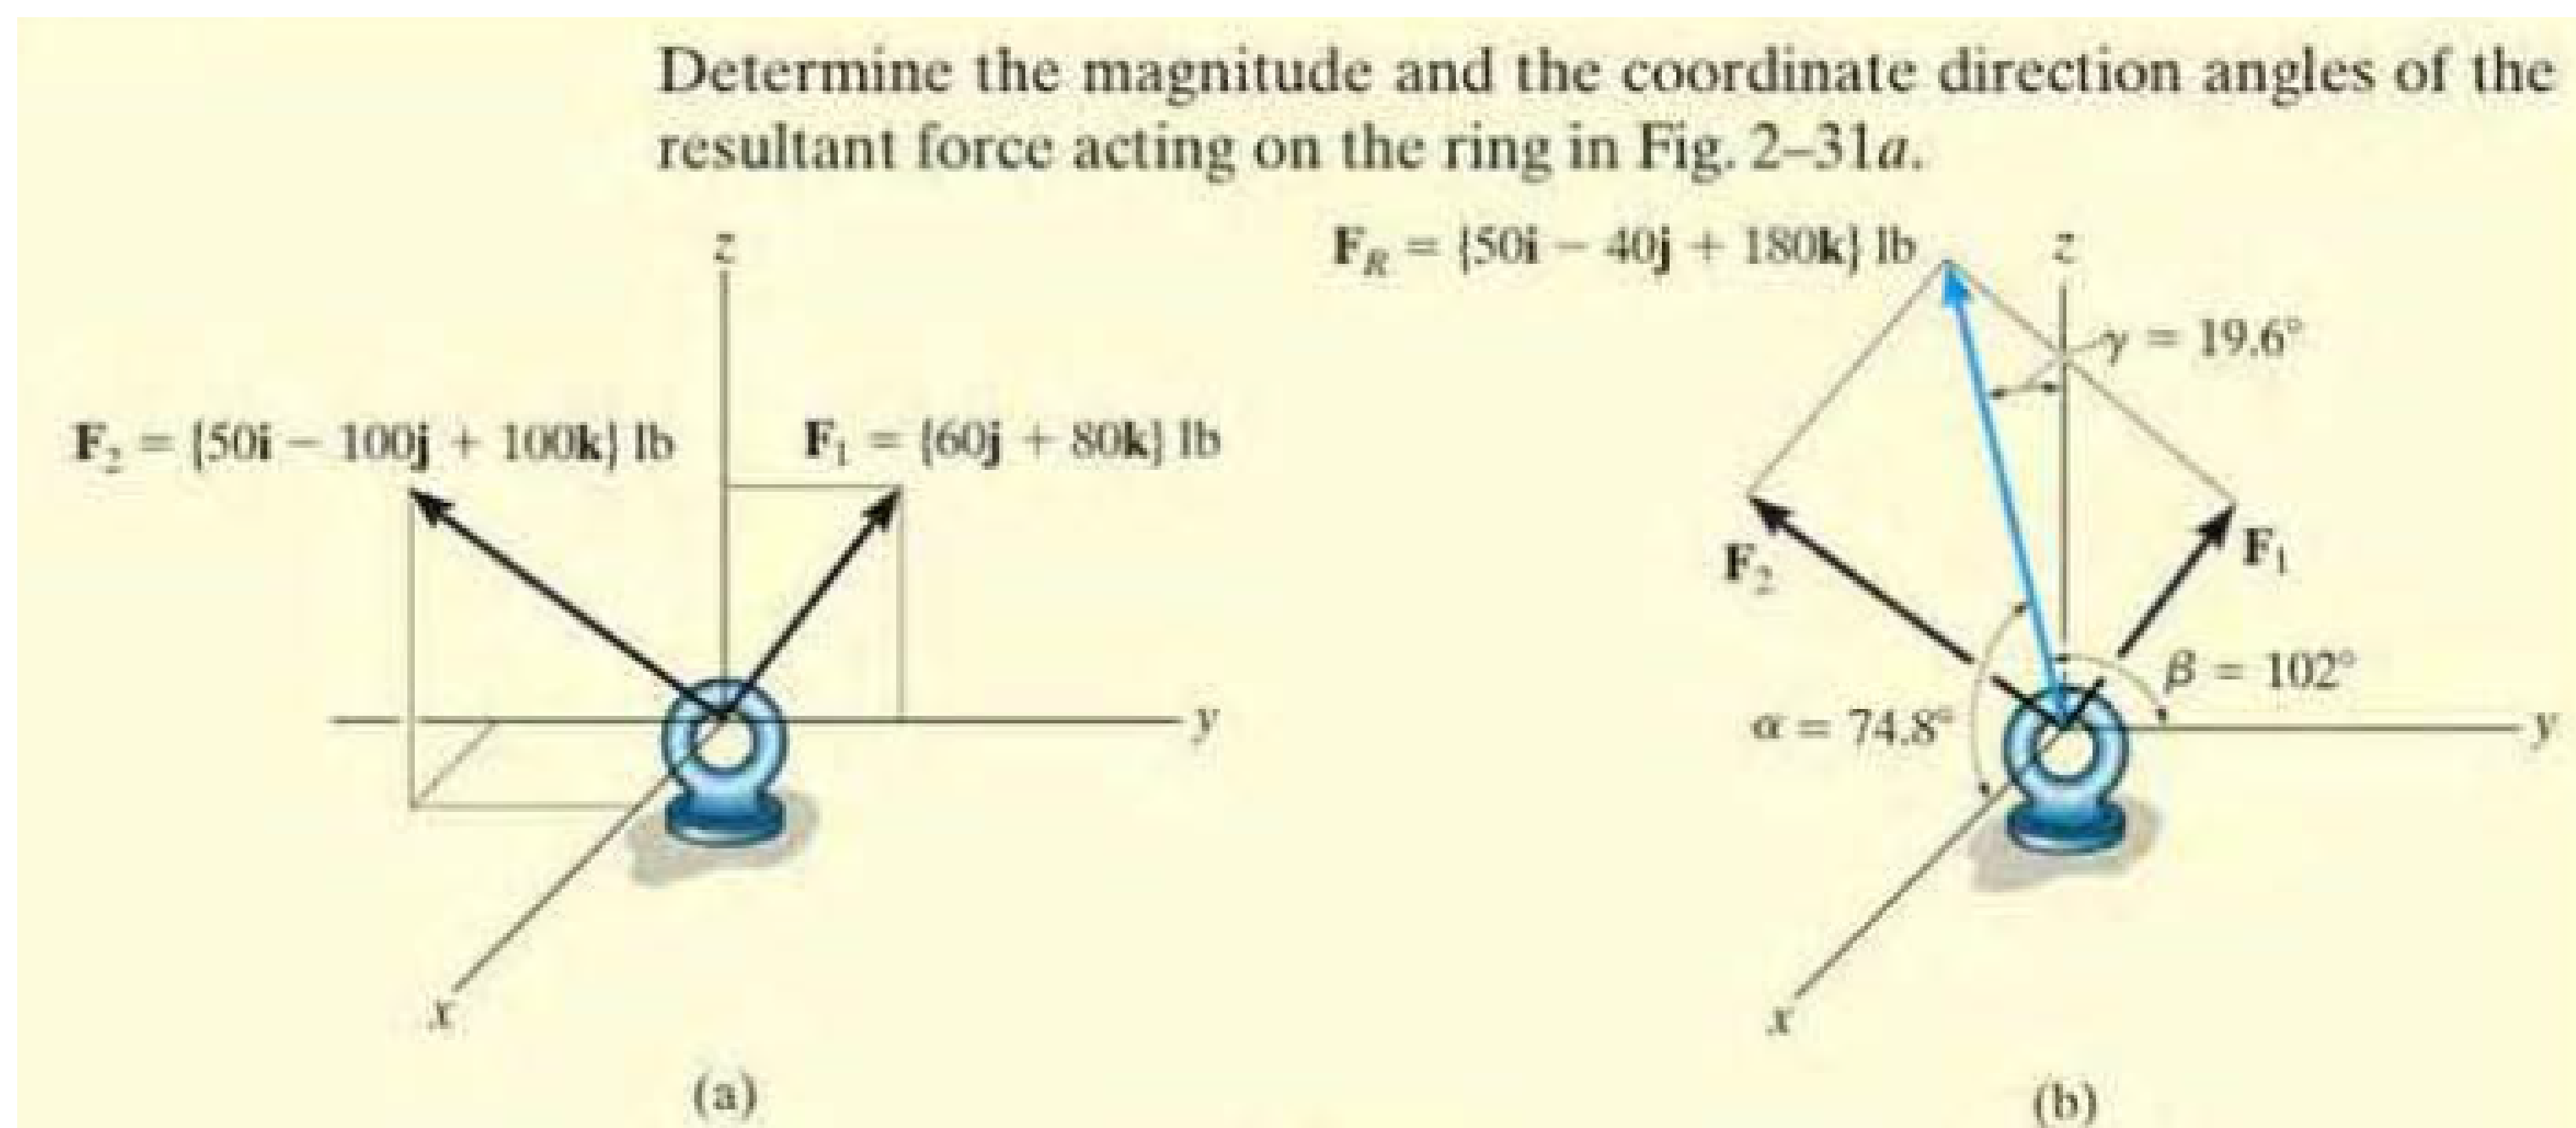 Determine the magnitude and the coordinate direction angles of the
resultant force acting on the ring in Fig. 2–31a.
z
F₂ = {50i – 100j + 100k} lb
F₁ = {60j + 80k} lb
y
x
(a)
F_R = {50i – 40j + 180k} lb
z
γ = 19.6°
F₂
F₁
β = 102°
α = 74.8°
y
x
(b)